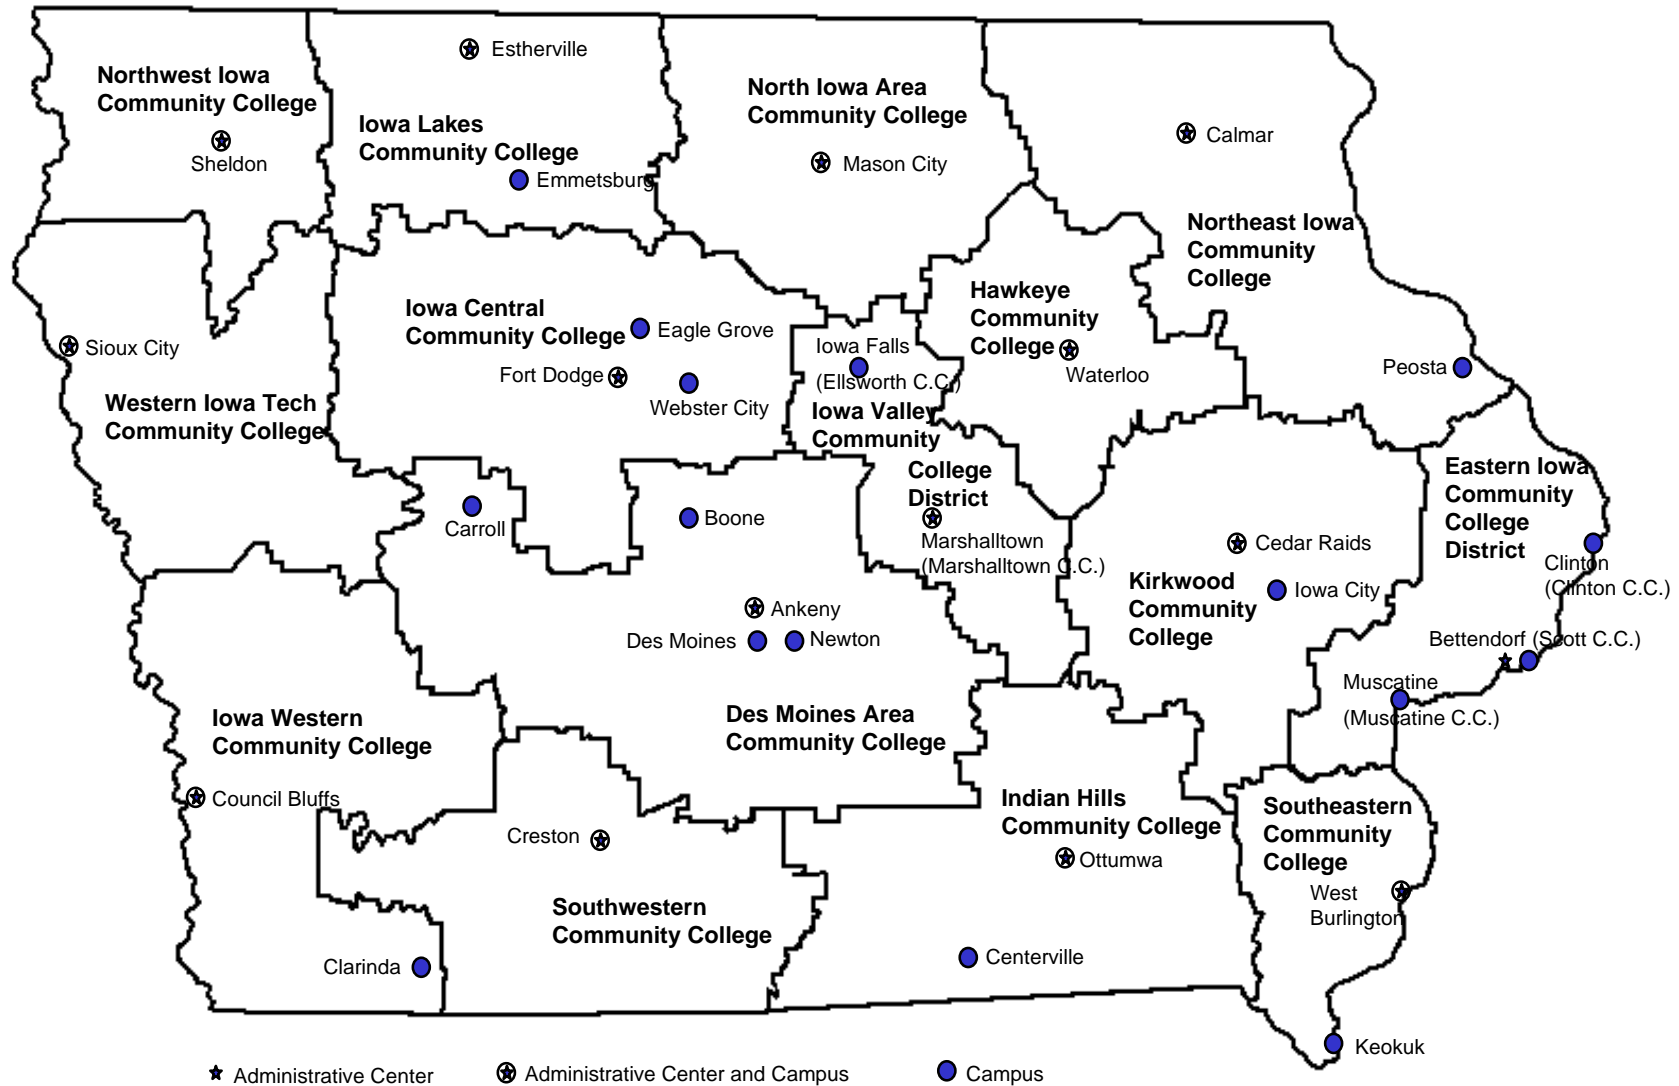 Estherville
Northwest Iowa
Community College
Sheldon
Iowa Lakes
Community College
Emmetsburg
North Iowa Area
Community College
Mason City
Calmar
Northeast Iowa
Community
College
Peosta
Hawkeye
Community
College
Waterloo
Iowa Central
Community College
Eagle Grove
Fort Dodge
Webster City
Sioux City
Western Iowa Tech
Community College
Iowa Falls
(Ellsworth C.C.)
Iowa Valley
Community
College
District
Marshalltown
(Marshalltown C.C.)
Carroll
Boone
Ankeny
Des Moines
Newton
Des Moines Area
Community College
Cedar Raids
Iowa City
Kirkwood
Community
College
Eastern Iowa
Community
College
District
Clinton
(Clinton C.C.)
Bettendorf (Scott C.C.)
Muscatine
(Muscatine C.C.)
Iowa Western
Community College
Council Bluffs
Clarinda
Creston
Southwestern
Community College
Indian Hills
Community College
Ottumwa
Centerville
Southeastern
Community
College
West
Burlington
Keokuk
Administrative Center
Administrative Center and Campus
Campus